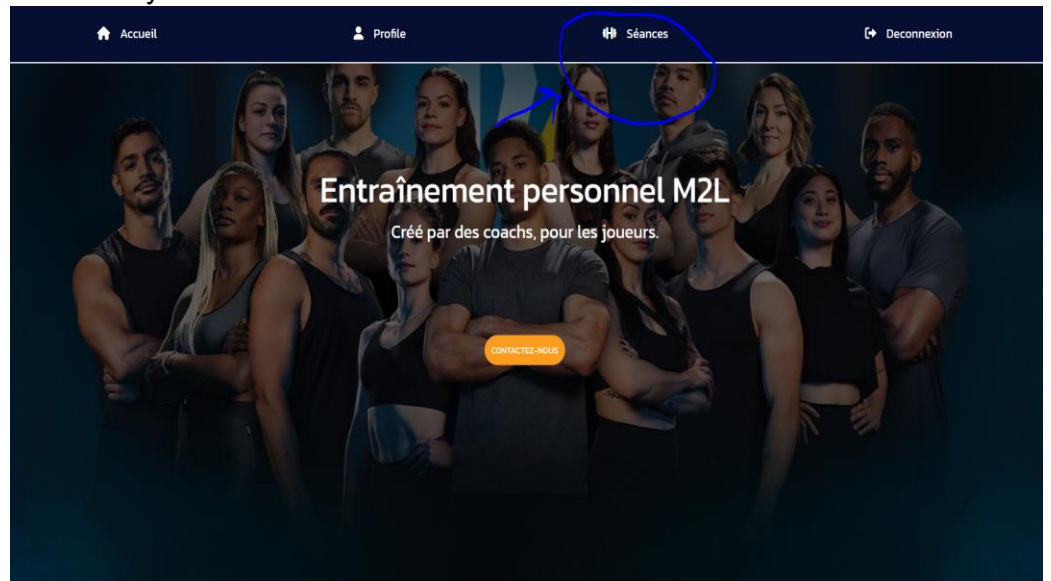 Accueil
Profile
Séances
Deconnexion
Entraînement personnel M2L
Créé par des coachs, pour les joueurs.
CONTACTEZ-NOUS